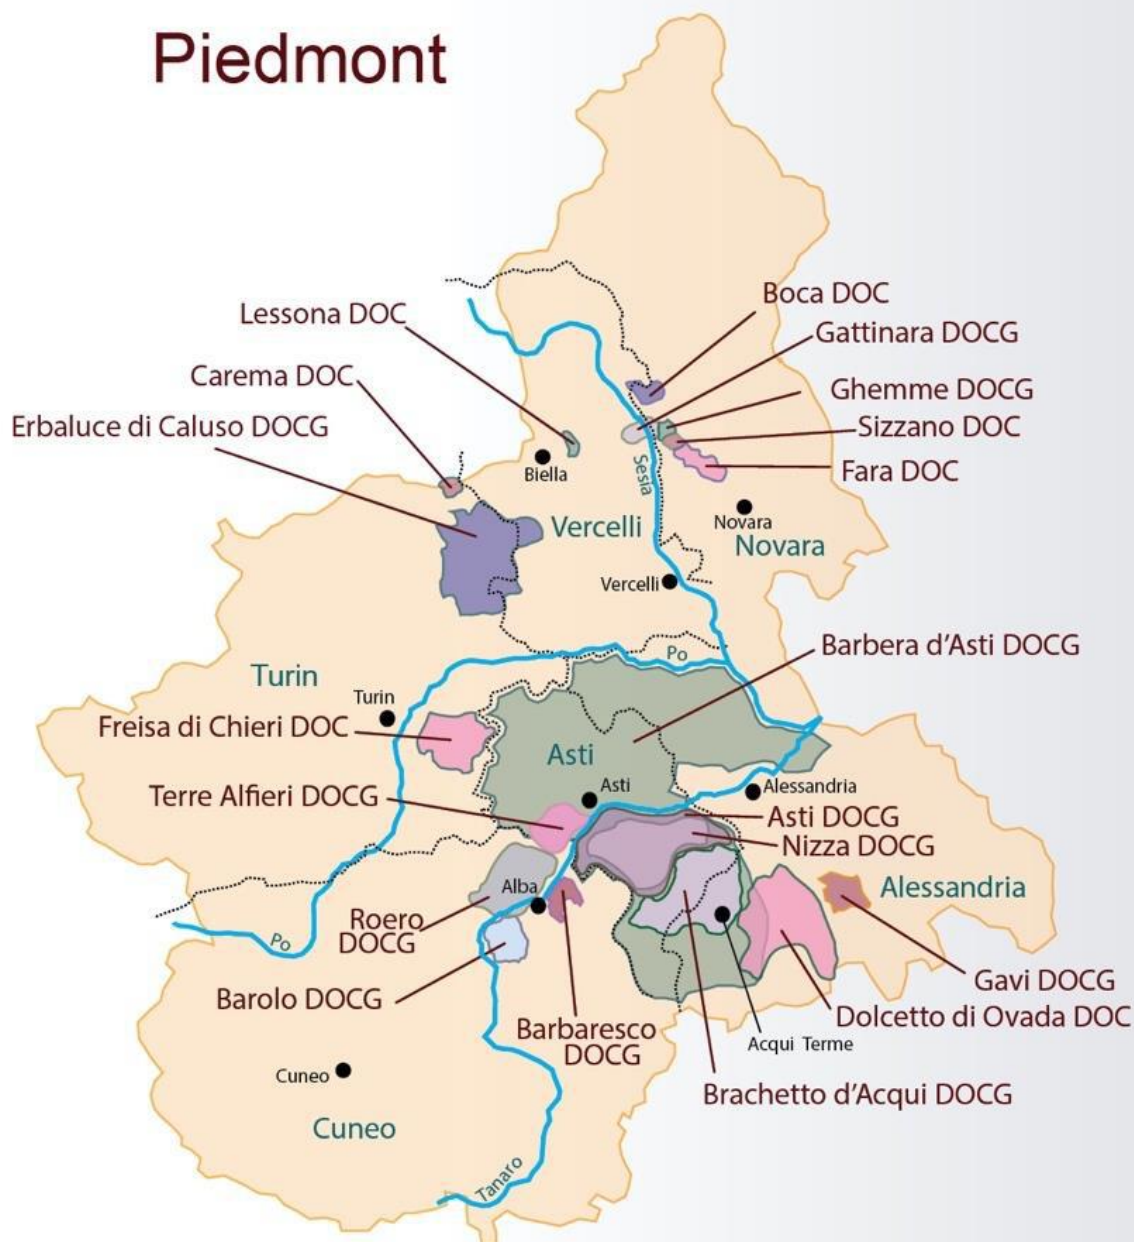 Piedmont
Boca DOC
Lessona DOC
Gattinara DOCG
Carema DOC
Ghemme DOCG
Erbaluce di Caluso DOCG
Sizzano DOC
Fara DOC
Biella
Sesia
Novara
Vercelli
Novara
Vercelli
Barbera d'Asti DOCG
Po
Turin
Turin
Freisa di Chieri DOC
Asti
Asti
Alessandria
Terre Alfieri DOCG
Asti DOCG
Nizza DOCG
Alba
Alessandria
Roero
DOCG
Po
Gavi DOCG
Barolo DOCG
Dolcetto di Ovada DOC
Barbaresco
DOCG
Acqui Terme
Cuneo
Brachetto d'Acqui DOCG
Cuneo
Tanaro